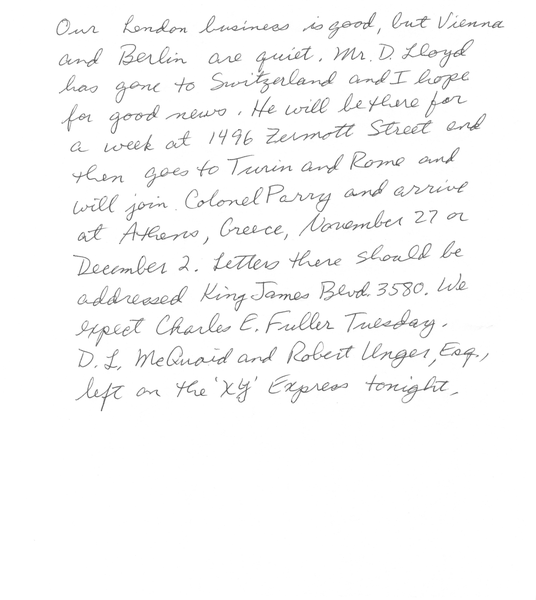 Our London business is good, but Vienna
and Berlin are quiet. Mr. D. Lloyd
has gone to Switzerland and I hope
for good news. He will be there for
a week at 1496 Zermott Street and
then goes to Turin and Rome and
will join Colonel Parry and arrive
at Athens, Greece, November 27 or
December 2. Letters there should be
addressed King James Blvd. 3580. We
expect Charles E. Fuller Tuesday.
D. L. McQuaid and Robert Unger, Esq.,
left on the 'XY' Express tonight.